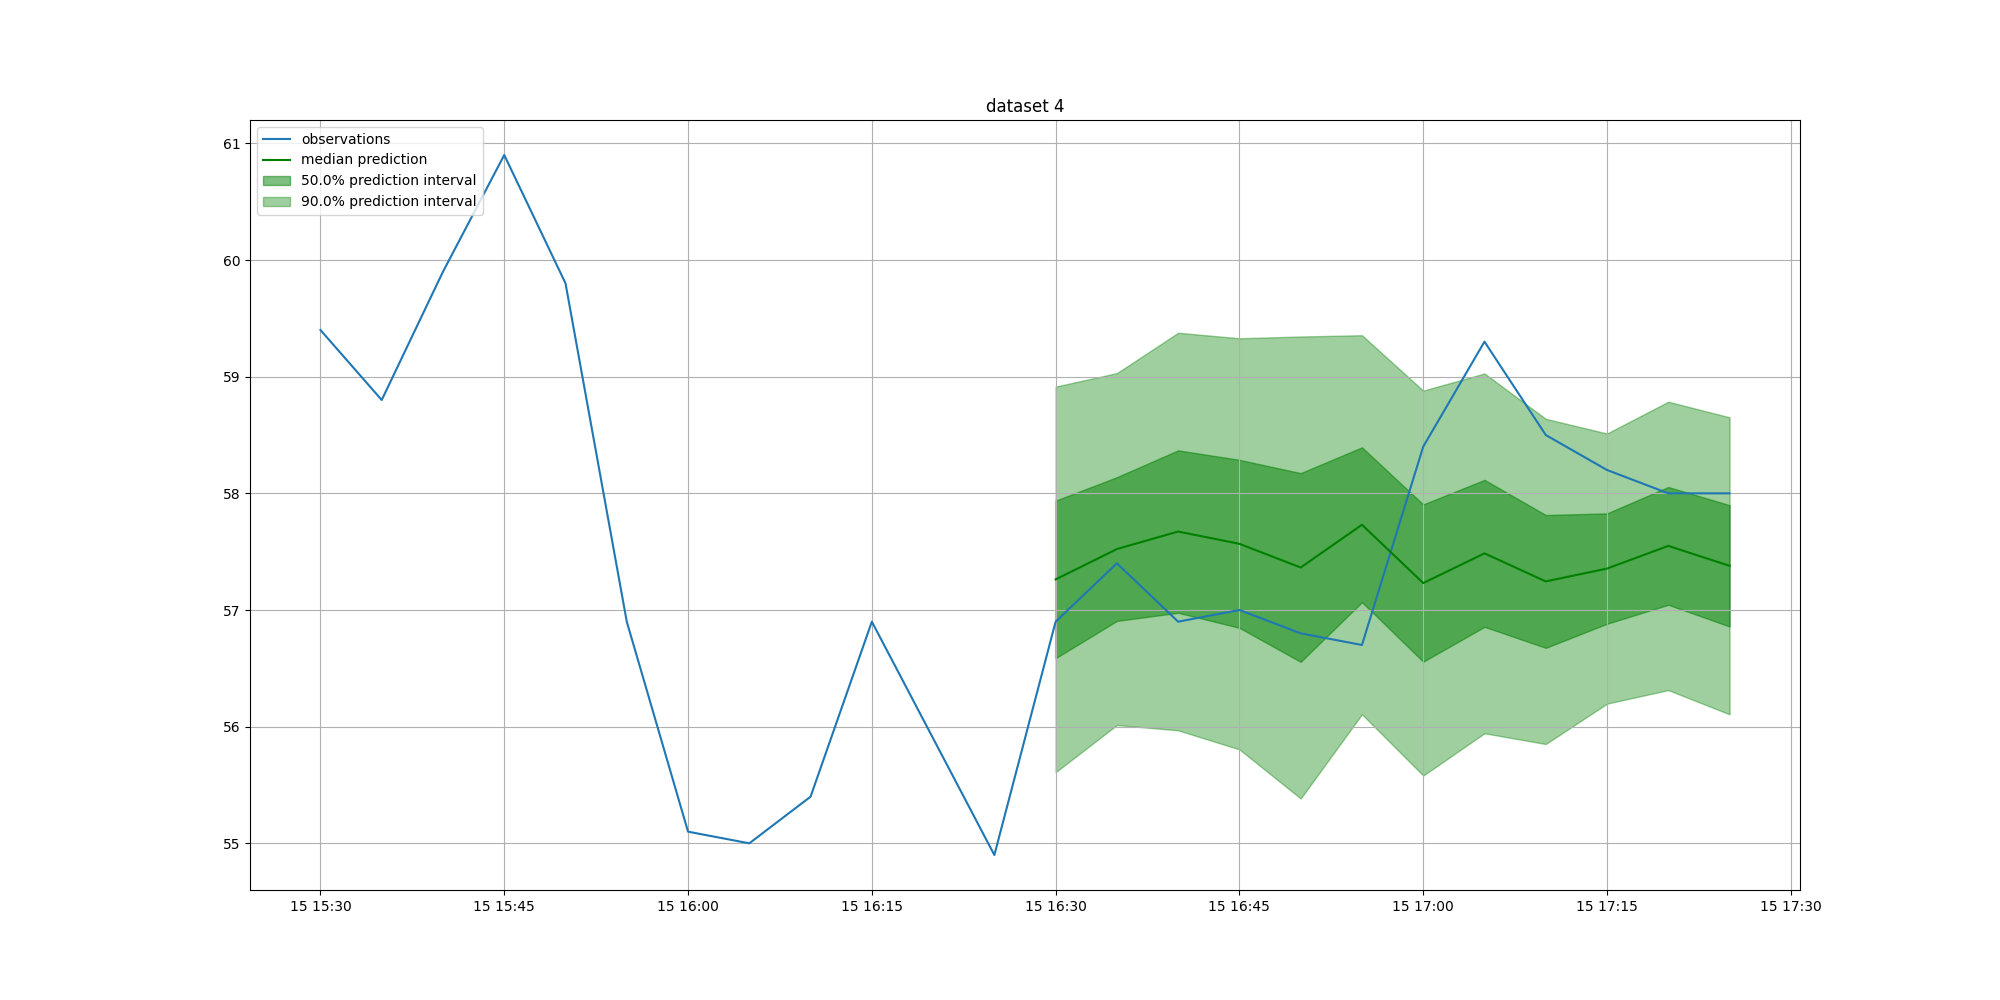 dataset 4
observations
median prediction
50.0% prediction interval
90.0% prediction interval
61
60
59
58
57
56
55
15 15:30 15 15:45 15 16:00 15 16:15 15 16:30 15 16:45 15 17:00 15 17:15 15 17:30